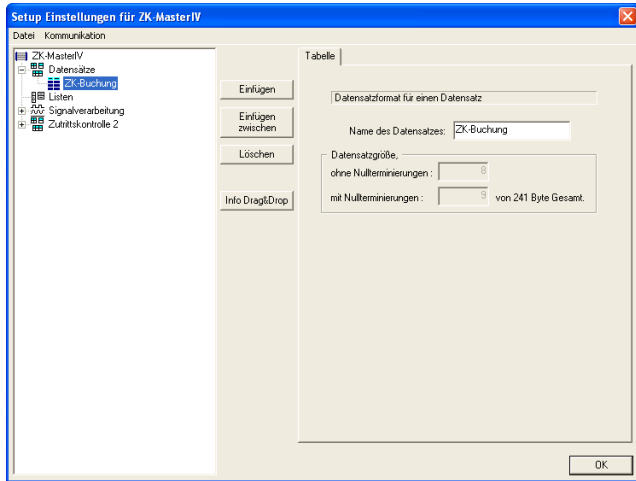 Setup Einstellungen für ZK-MasterIV
Datei Kommunikation
ZK-MasterIV
Datensätze
ZK-Buchung
Listen
Signalverarbeitung
Zutrittskontrolle 2
Einfügen
Einfügen
zwischen
Löschen
Info Drag&Drop
Tabelle
Datensatzformat für einen Datensatz
Name des Datensatzes: ZK-Buchung
Datensatzgröße,
ohne Nullterminierungen : 8
mit Nullterminierungen : 9 von 241 Byte Gesamt.
OK